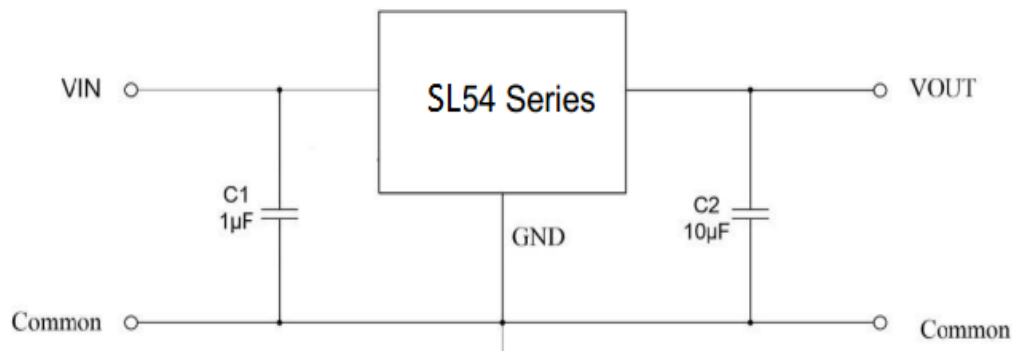 VIN
SL54 Series
VOUT
C1
1µF
GND
C2
10µF
Common
Common